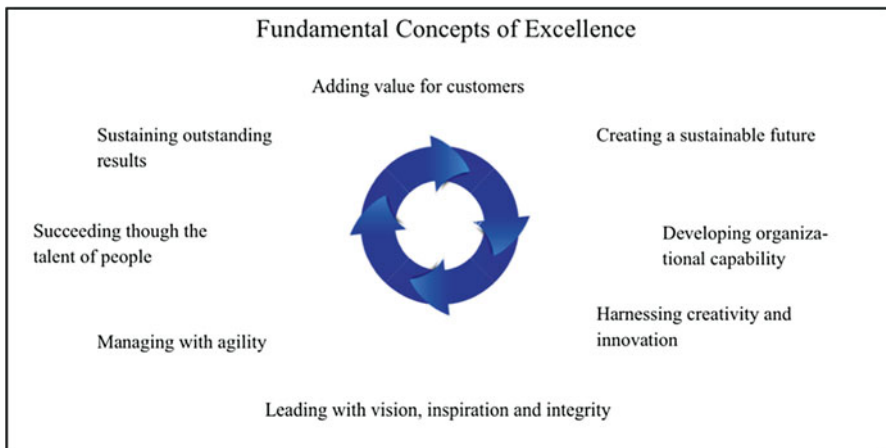 Fundamental Concepts of Excellence
Adding value for customers
Sustaining outstanding
results
Creating a sustainable future
Succeeding though the
talent of people
Developing organiza-
tional capability
Harnessing creativity and
innovation
Managing with agility
Leading with vision, inspiration and integrity